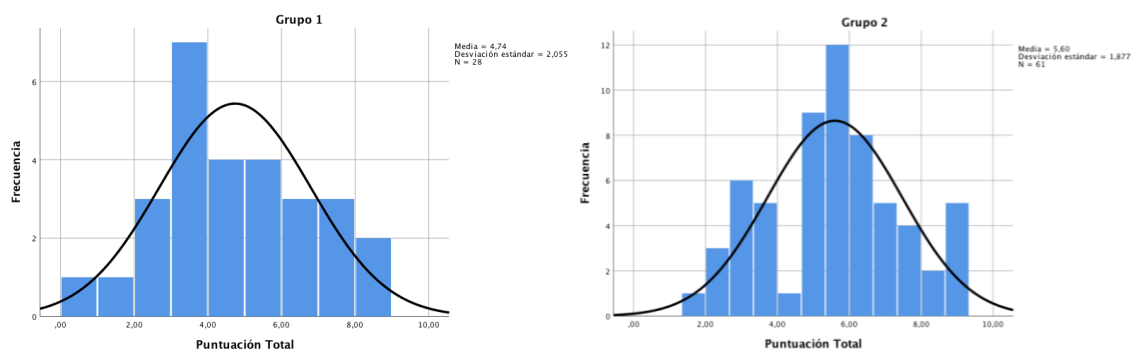 Grupo 1
Media = 4,74
Desviación estándar = 2,055
N = 28
Frecuencia
6
4
2
0
,00 2,00 4,00 6,00 8,00 10,00
Puntuación Total
Grupo 2
Media = 5,60
Desviación estándar = 1,877
N = 61
Frecuencia
12
10
8
6
4
2
0
,00 2,00 4,00 6,00 8,00 10,00
Puntuación Total